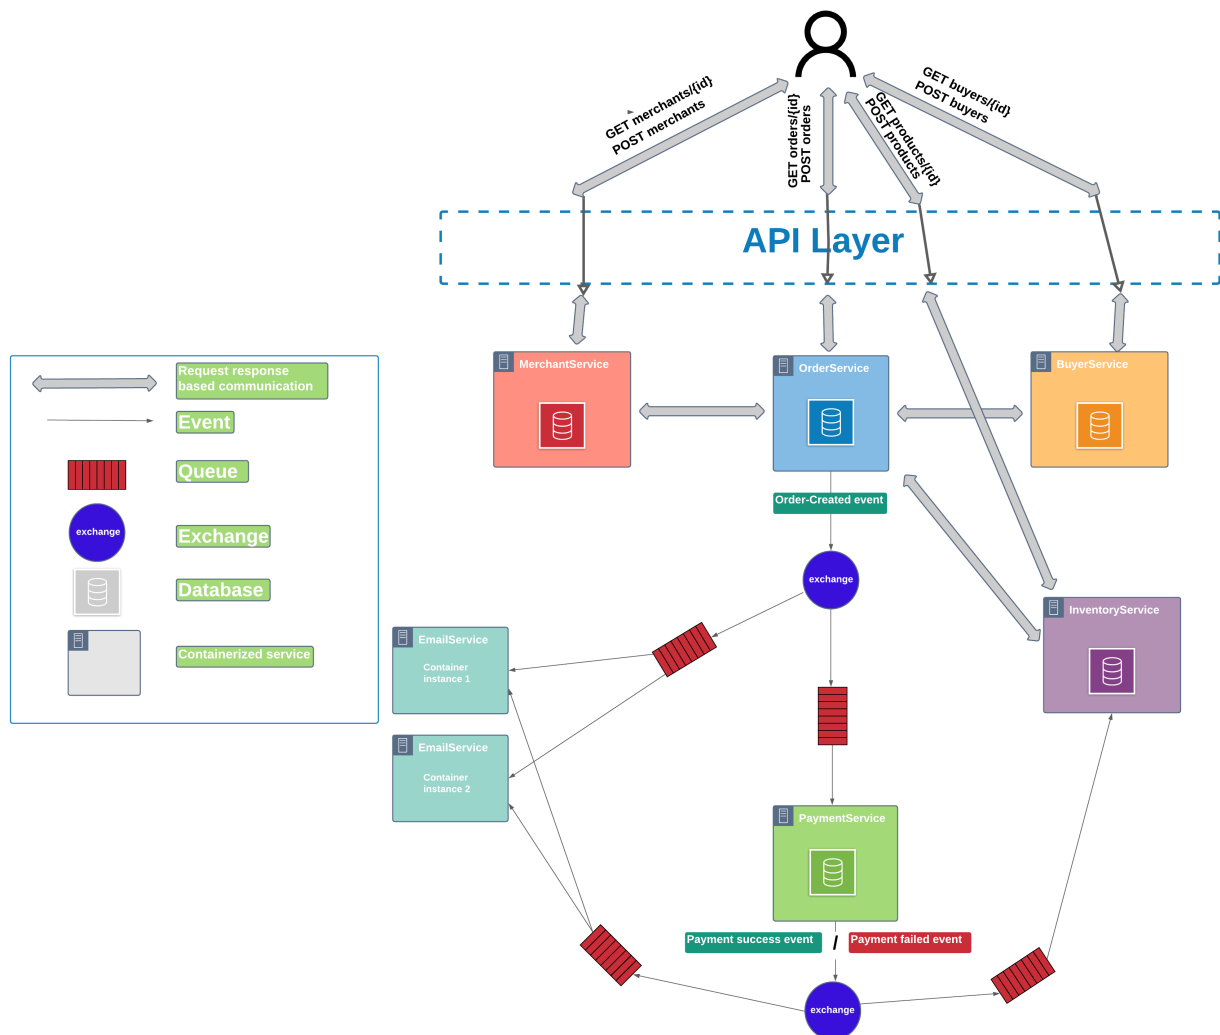 GET merchants/{id}
POST merchants
GET orders/{id}
POST orders
GET products/{id}
POST products
GET buyers/{id}
POST buyers
API Layer
MerchantService
OrderService
BuyerService
Request response
based communication
Event
Queue
exchange
Exchange
Database
Containerized service
Order-Created event
exchange
InventoryService
EmailService
Container
instance 1
EmailService
Container
instance 2
PaymentService
Payment success event
/
Payment failed event
exchange